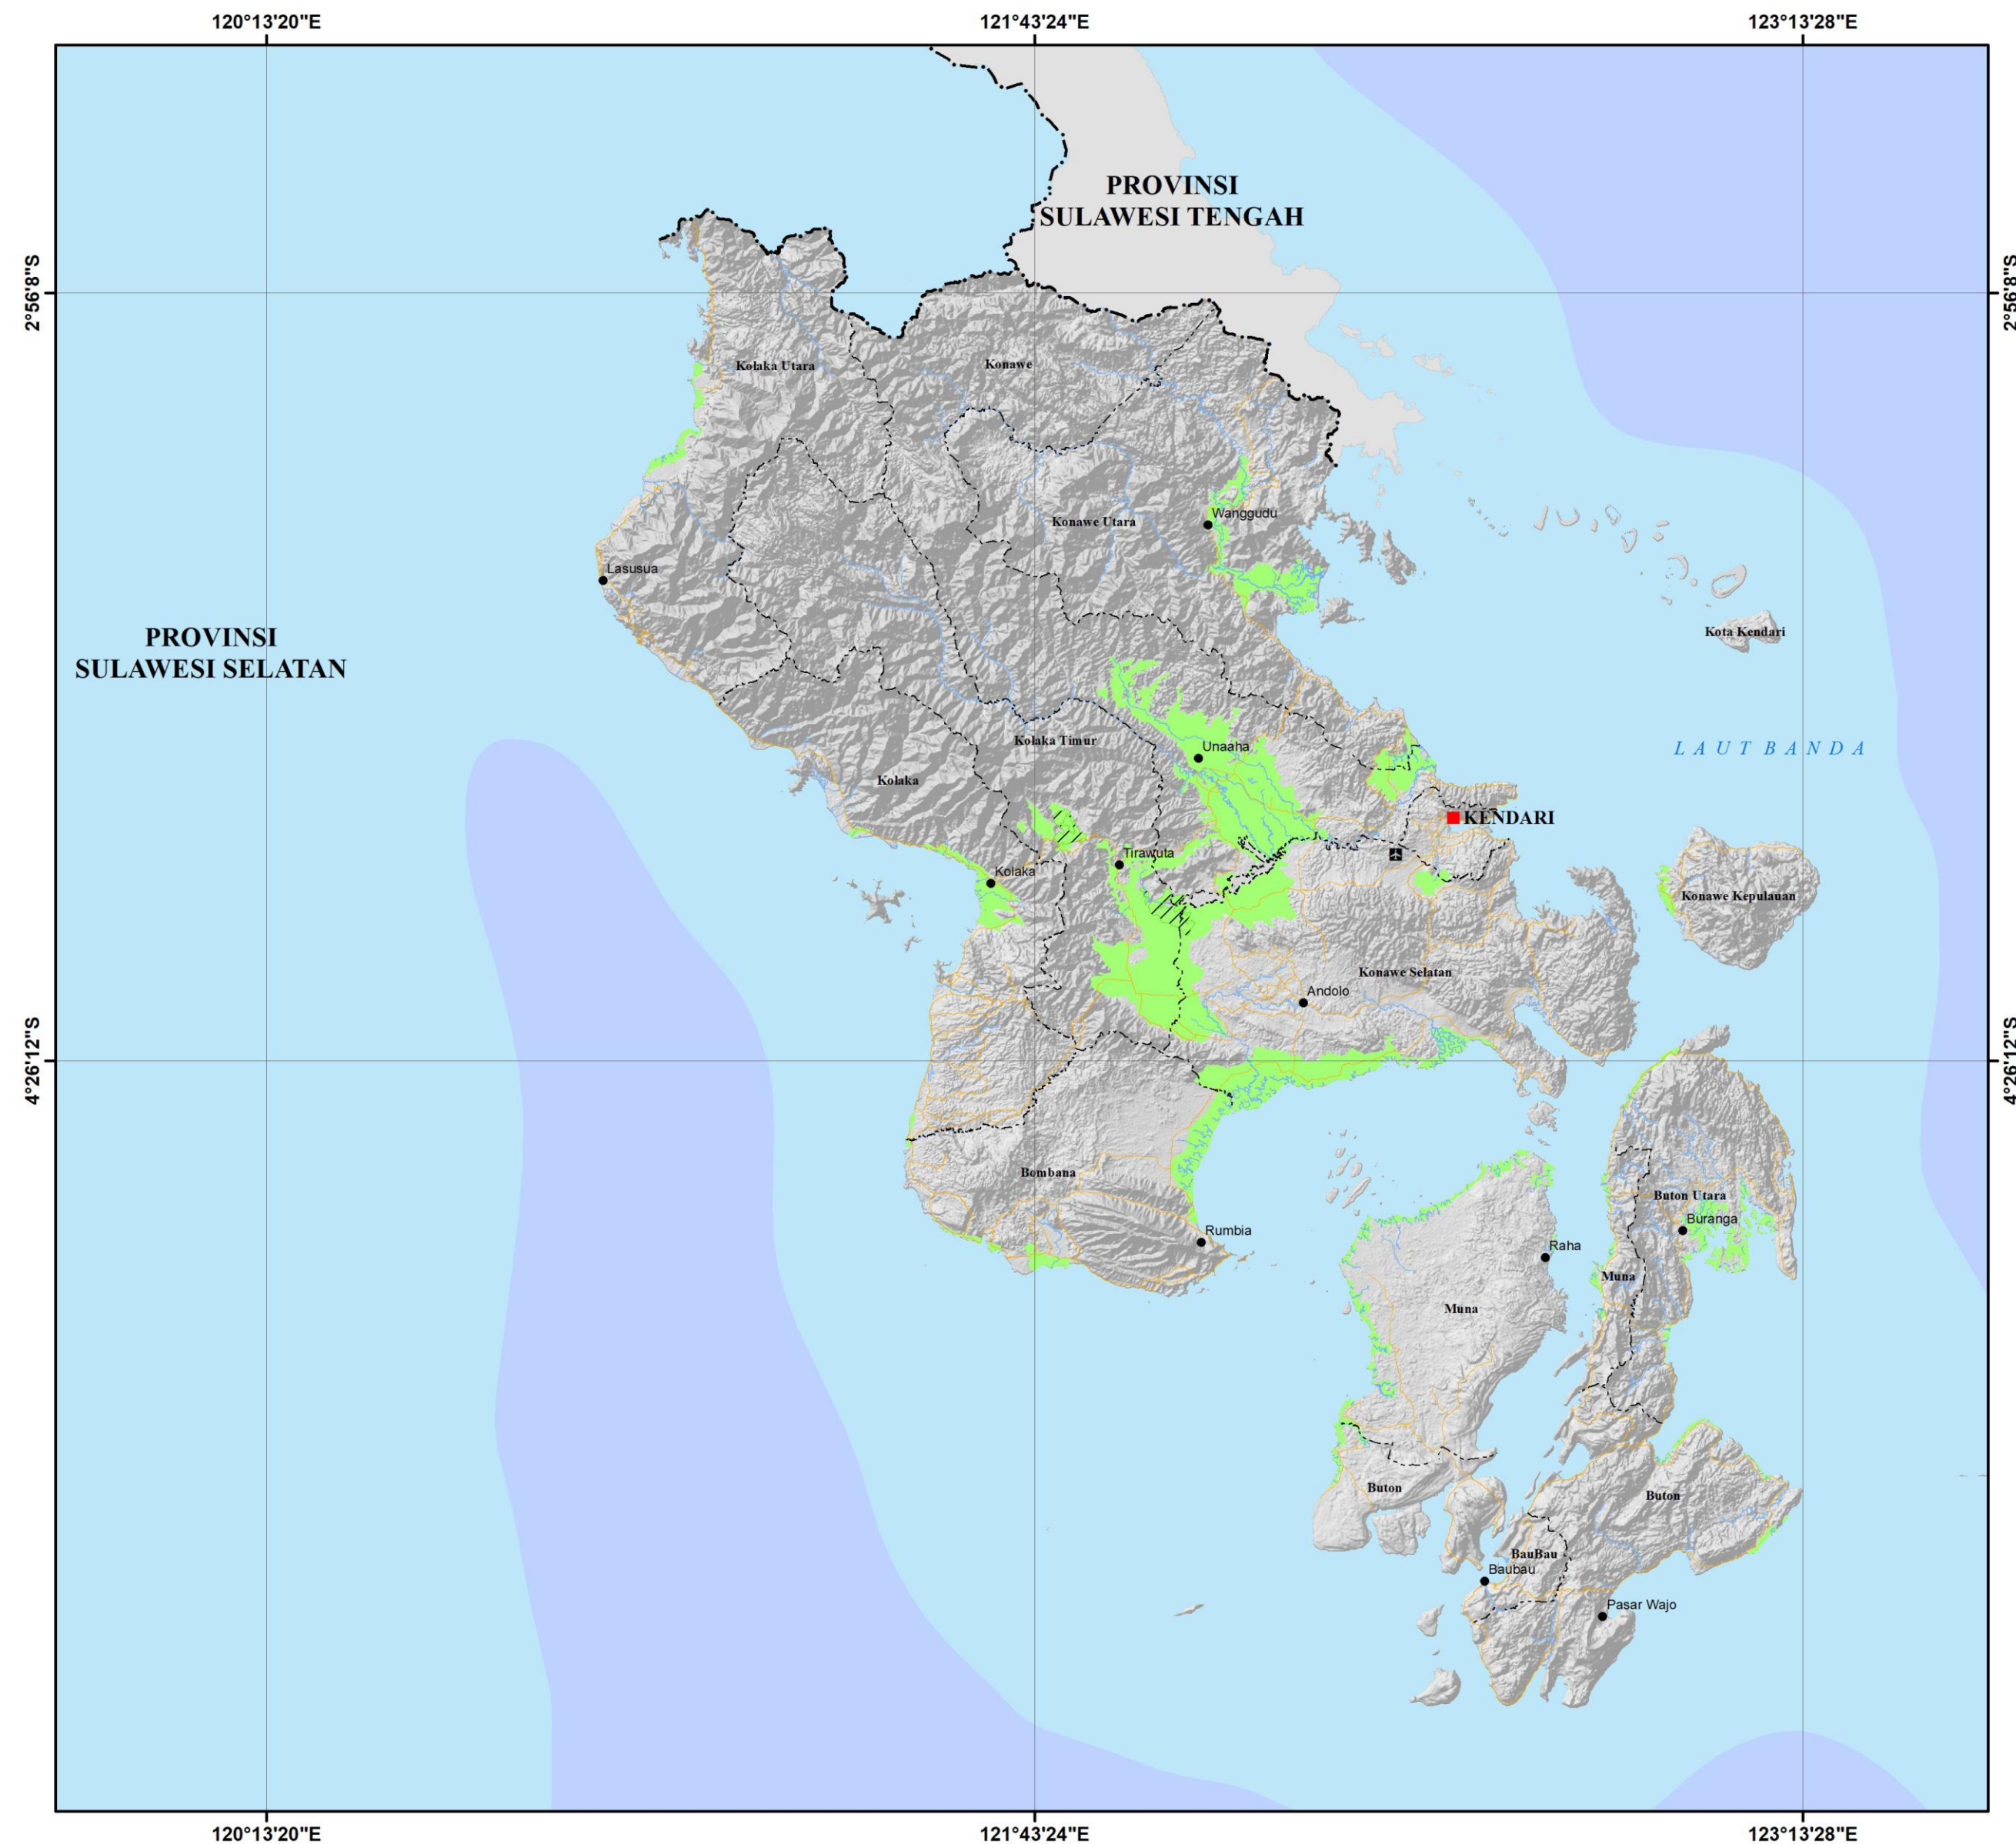 120°13'20"E
121°43'24"E
123°13'28"E
PROVINSI
SULAWESI TENGAH
2°56'8"S
2°56'8"S
Kolaka Utara
Konawe
Wanggudu
Konawe Utara
Lasusua
PROVINSI
SULAWESI SELATAN
Kota Kendari
Kolaka Timur
Unaaha
LAUT BANDA
Kolaka
KENDARI
Tirawuta
Kolaka
Konawe Kepulauan
Konawe Selatan
Andolo
4°26'12"S
4°26'12"S
Bombana
Buton Utara
Buranga
Rumbia
Raha
Muna
Muna
Buton
Buton
BauBau
Baubau
Pasar Wajo
120°13'20"E
121°43'24"E
123°13'28"E